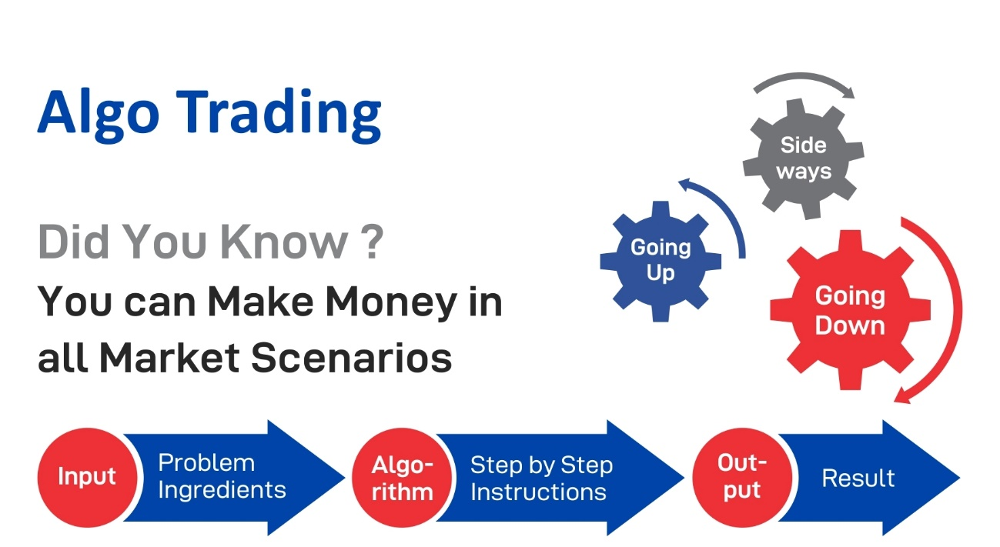 Algo Trading
Did You Know ?
You can Make Money in
all Market Scenarios
Side
ways
Going
Up
Going
Down
Input
Problem
Ingredients
Algo-
rithm
Step by Step
Instructions
Out-
put
Result